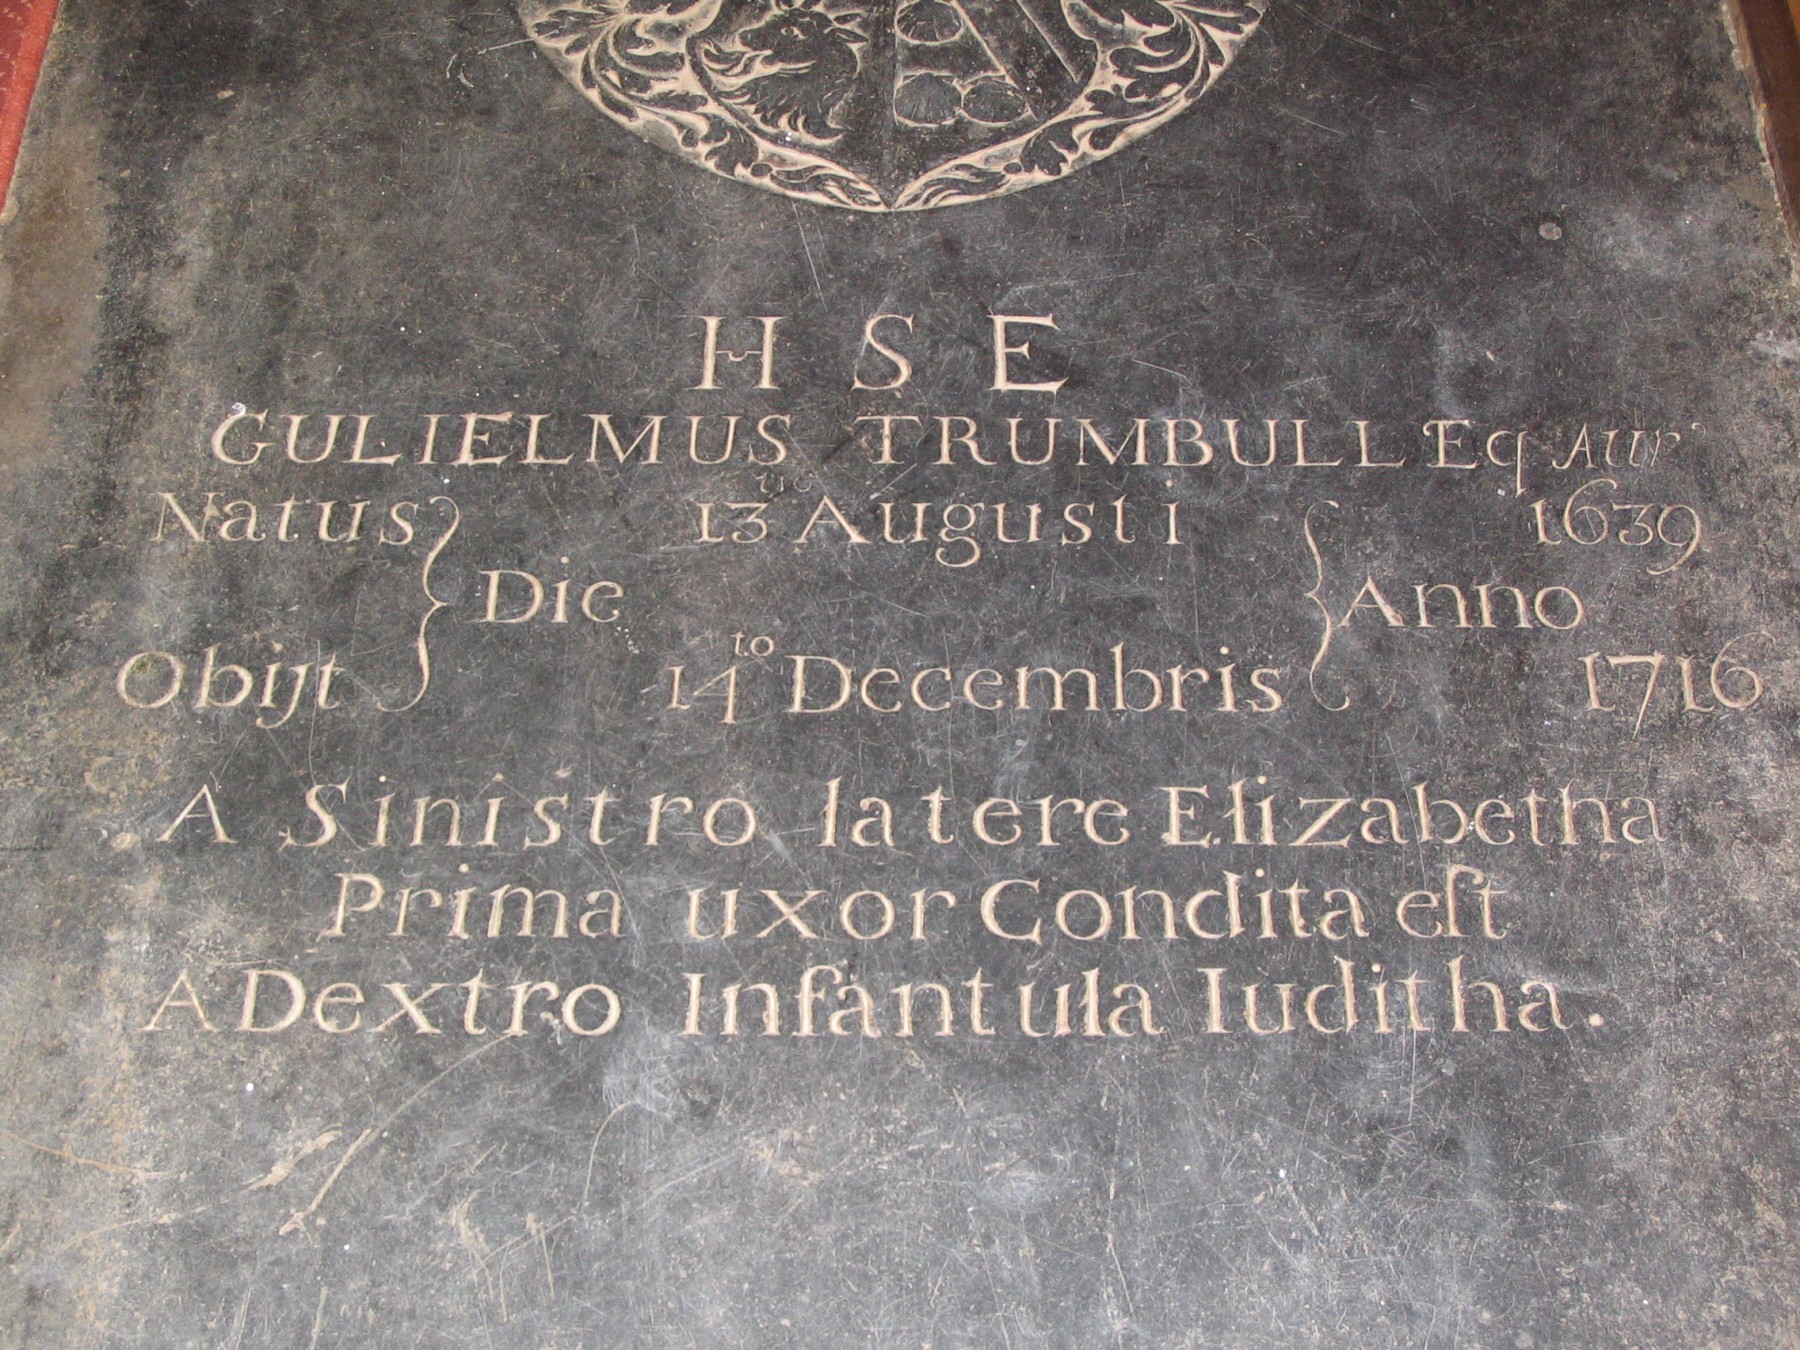 H S E
GULIELMUS TRUMBULL Eq Aur
Natus 13 Augusti 1639
Die Anno
Obijt 14to Decembris 1716
A Sinistro latere Elizabetha
Prima uxor Condita eſt
A Dextro Infantula Iuditha.